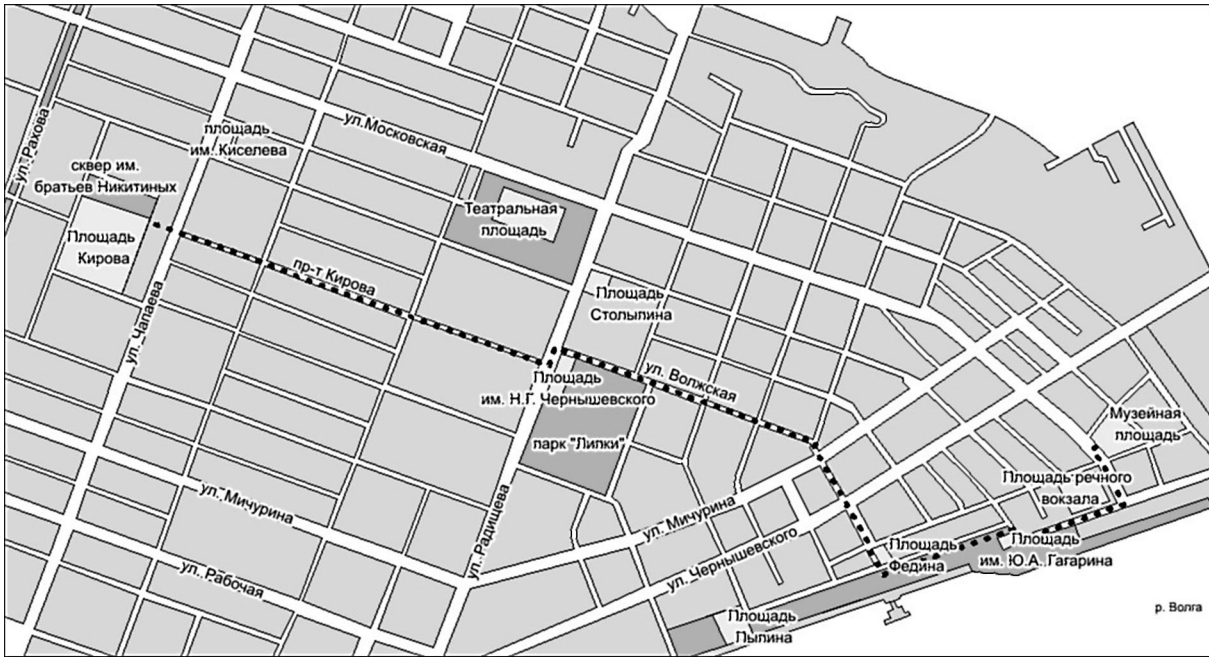 ул. Рахова
площадь
им. Киселева
ул.Московская
сквер им.
братьев Никитиных
Театральная
площадь
Площадь
Кирова
пр-т Кирова
ул. Чапаева
Площадь
Столыпина
ул. Волжская
Площадь
им. Н.Г. Чернышевского
парк "Липки"
Музейная
площадь
Площадь речного
вокзала
ул. Мичурина
ул. Радищева
ул. Мичурина
ул. Чернышевского
Площадь
Федина
Площадь
им. Ю.А. Гагарина
ул. Рабочая
Площадь
Пылина
р. Волга